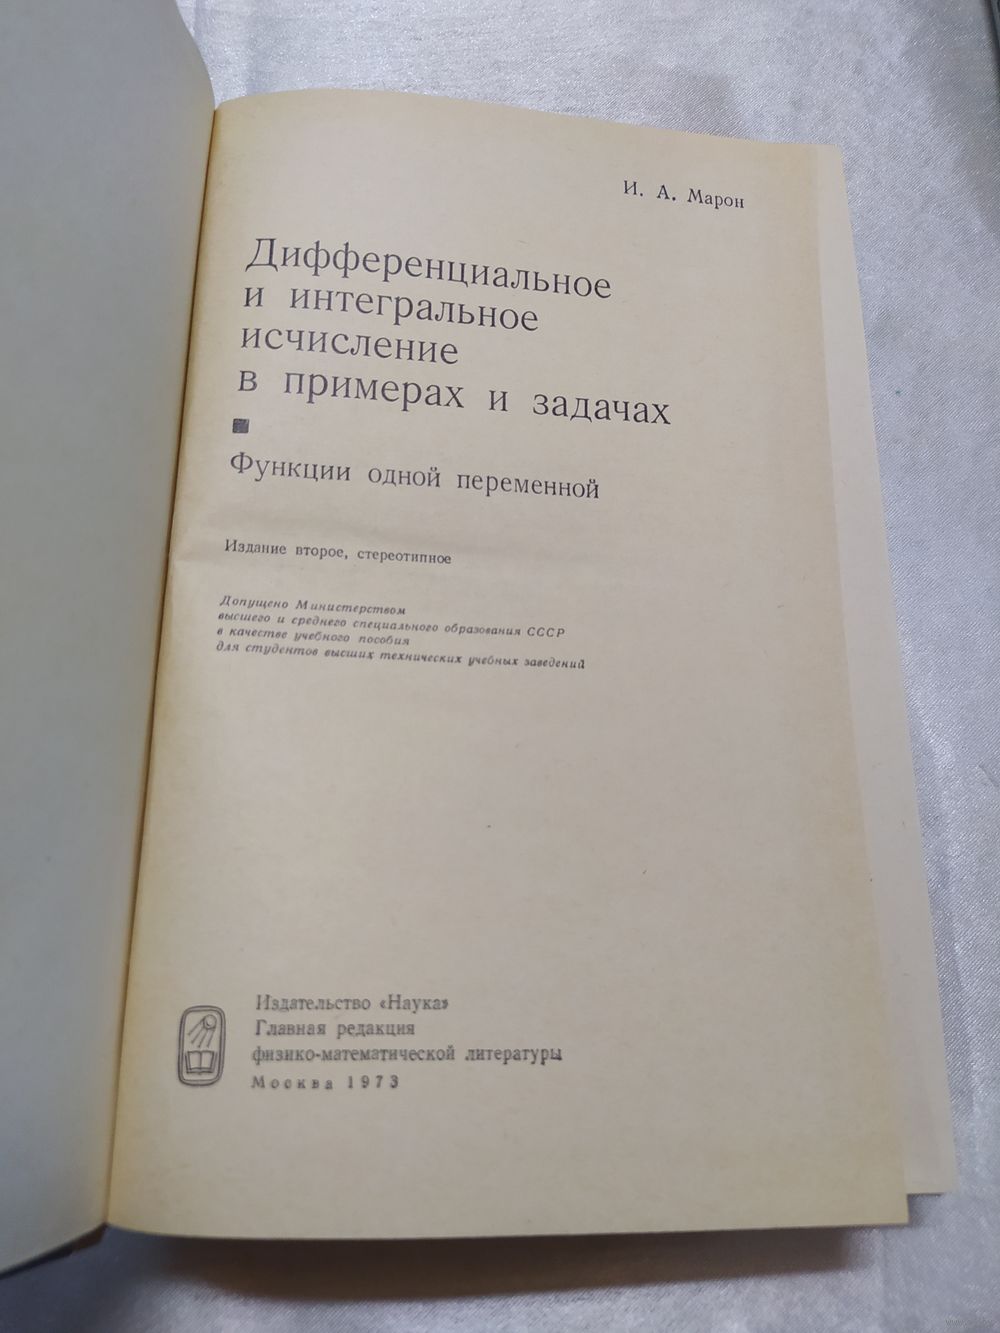 И. А. Марон
Дифференциальное
и интегральное
исчисление
в примерах и задачах
Функции одной переменной
Издание второе, стереотипное
Допущено Министерством
высшего и среднего специального образования СССР
в качестве учебного пособия
для студентов высших технических учебных заведений
Издательство «Наука»
Главная редакция
физико-математической литературы
Москва 1973